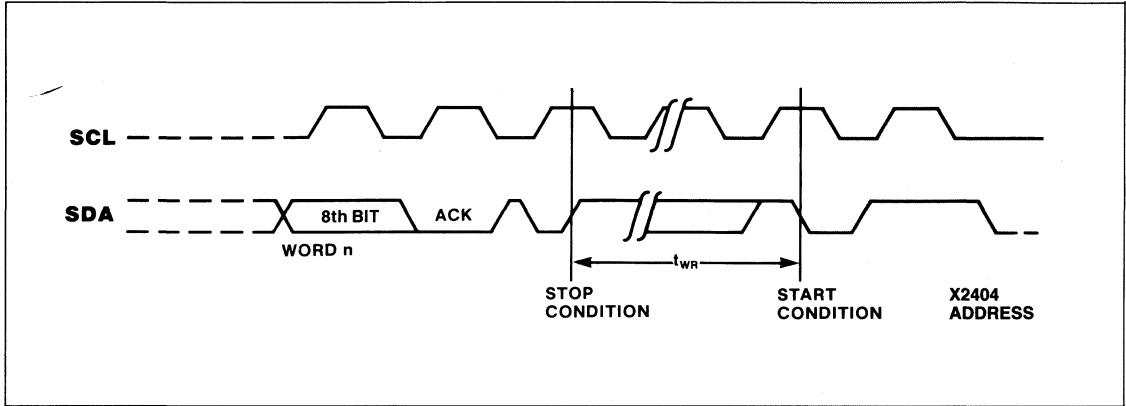 SCL
SDA
8th BIT
ACK
WORD n
tWR
STOP
CONDITION
START
CONDITION
X2404
ADDRESS